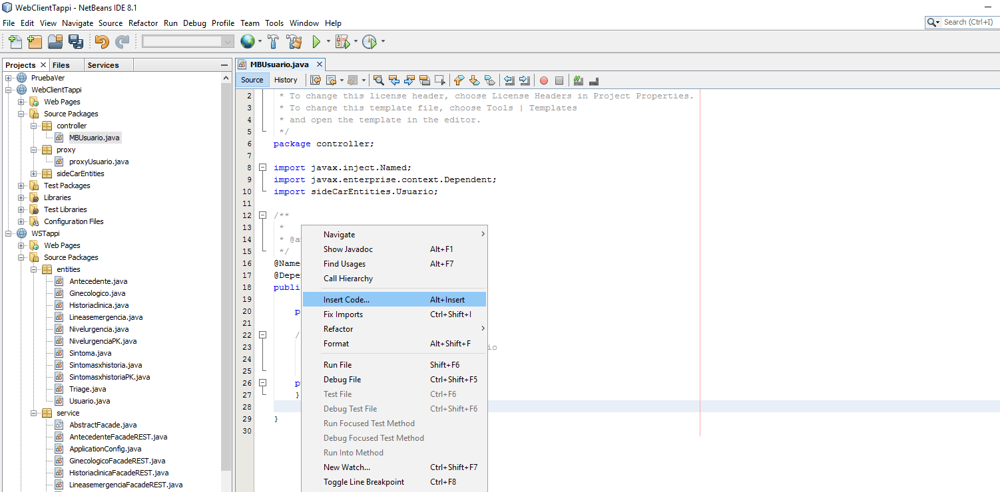 WebClientTappi - NetBeans IDE 8.1
File Edit View Navigate Source Refactor Run Debug Profile Team Tools Window Help
Search (Ctrl+I)
Projects Files Services
PruebaVer
WebClientTappi
Web Pages
Source Packages
controller
MBUsuario.java
proxy
proxyUsuario.java
sideCarEntities
Test Packages
Libraries
Test Libraries
Configuration Files
WSTappi
Web Pages
Source Packages
entities
Antecedente.java
Ginecologico.java
Historiaclinica.java
Lineasemergencia.java
Nivelurgencia.java
NivelurgenciaPK.java
Sintoma.java
Sintomasxhistoria.java
SintomasxhistoriaPK.java
Triage.java
Usuario.java
service
AbstractFacade.java
AntecedenteFacadeREST.java
ApplicationConfig.java
GinecologicoFacadeREST.java
HistoriaclinicaFacadeREST.java
LineasemergenciaFacadeREST.java
MBUsuario.java
Source History
2 * To change this license header, choose License Headers in Project Properties.
3 * To change this template file, choose Tools | Templates
4 * and open the template in the editor.
5 */
6 package controller;
7
8 import javax.inject.Named;
9 import javax.enterprise.context.Dependent;
10 import sideCarEntities.Usuario;
11
12 /**
13 *
14 * @a
15 */
16 @Name
17 @Depe
18 publi
19
20 p
21
22 /
23 io
24
25
26 p
27 }
28
29 }
30
Navigate
Show Javadoc Alt+F1
Find Usages Alt+F7
Call Hierarchy
Insert Code... Alt+Insert
Fix Imports Ctrl+Shift+I
Refactor
Format Alt+Shift+F
Run File Shift+F6
Debug File Ctrl+Shift+F5
Test File Ctrl+F6
Debug Test File Ctrl+Shift+F6
Run Focused Test Method
Debug Focused Test Method
Run Into Method
New Watch... Ctrl+Shift+F7
Toggle Line Breakpoint Ctrl+F8